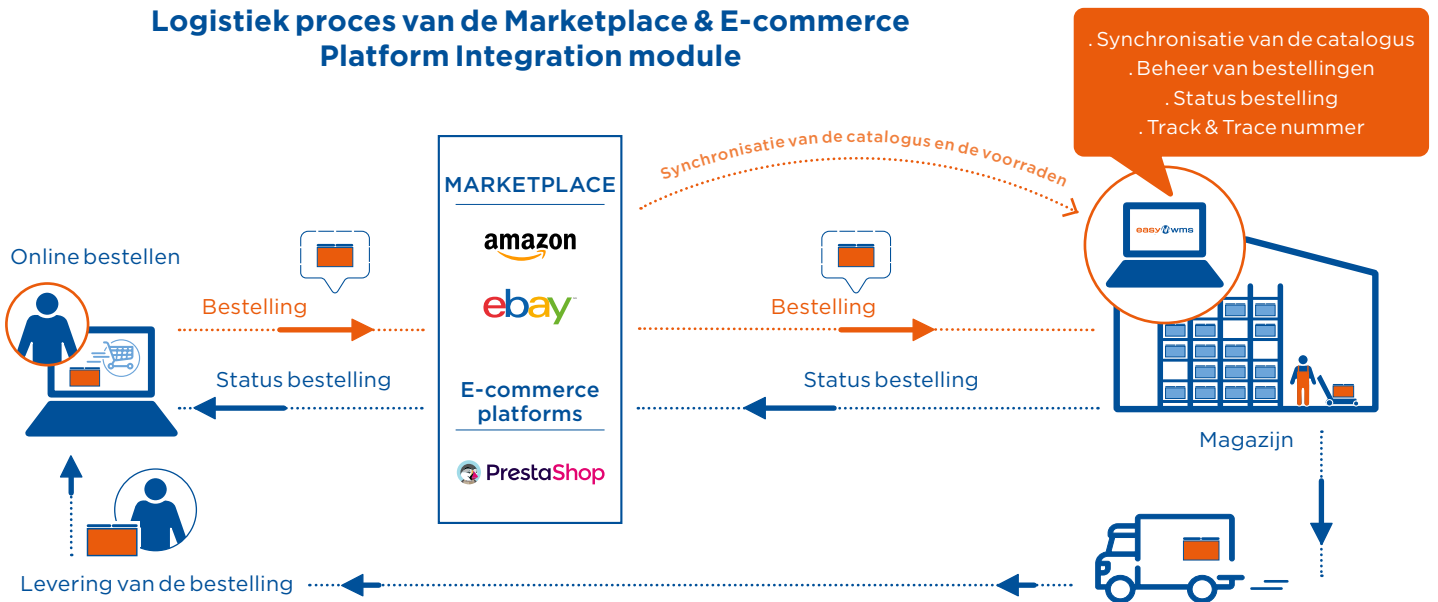 Logistiek proces van de Marketplace & E-commerce
Platform Integration module
. Synchronisatie van de catalogus
. Beheer van bestellingen
. Status bestelling
. Track & Trace nummer
Synchronisatie van de catalogus en de voorraden
MARKETPLACE
amazon
ebay
E-commerce
platforms
PrestaShop
easy wms
Online bestellen
Bestelling
Status bestelling
Bestelling
Status bestelling
Magazijn
Levering van de bestelling